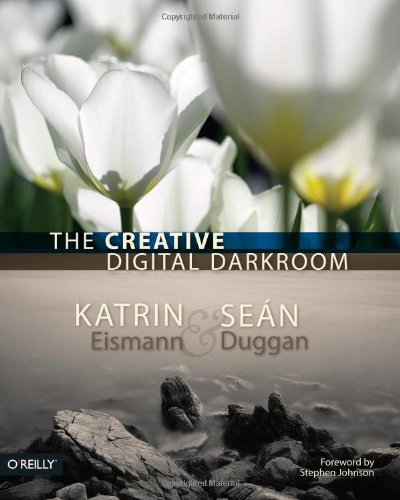 Copyrighted Material
THE CREATIVE
DIGITAL DARKROOM
KATRIN & SEÁN
Eismann Duggan
Foreword by
Stephen Johnson
O'REILLY®
Copyrighted Material